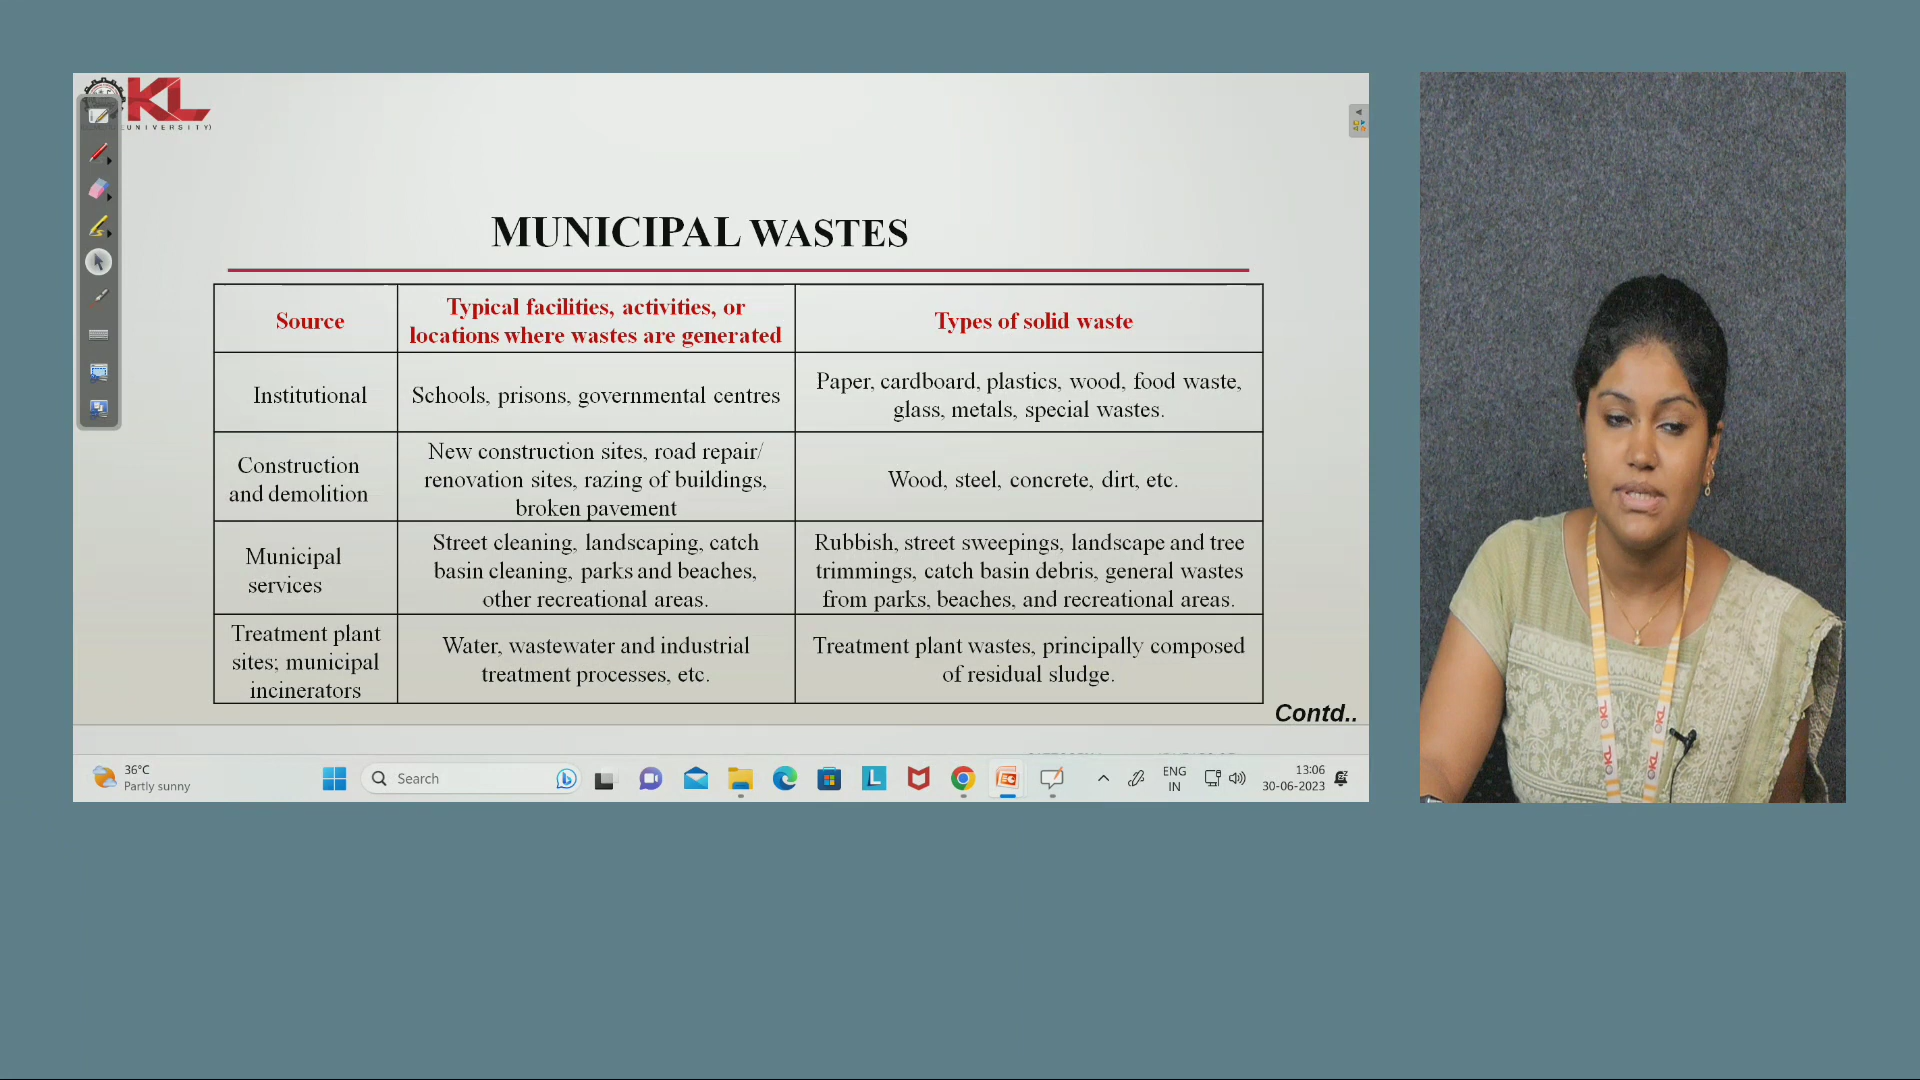 KL
UNIVERSITY)
MUNICIPAL WASTES
Source
Typical facilities, activities, or
locations where wastes are generated
Types of solid waste
Institutional
Schools, prisons, governmental centres
Paper, cardboard, plastics, wood, food waste,
glass, metals, special wastes.
Construction
and demolition
New construction sites, road repair/
renovation sites, razing of buildings,
broken pavement
Wood, steel, concrete, dirt, etc.
Municipal
services
Street cleaning, landscaping, catch
basin cleaning, parks and beaches,
other recreational areas.
Rubbish, street sweepings, landscape and tree
trimmings, catch basin debris, general wastes
from parks, beaches, and recreational areas.
Treatment plant
sites; municipal
incinerators
Water, wastewater and industrial
treatment processes, etc.
Treatment plant wastes, principally composed
of residual sludge.
Contd..
36°C
Partly sunny
Search
L
ENG
IN
13:06
30-06-2023
KL
KL
KL
KL